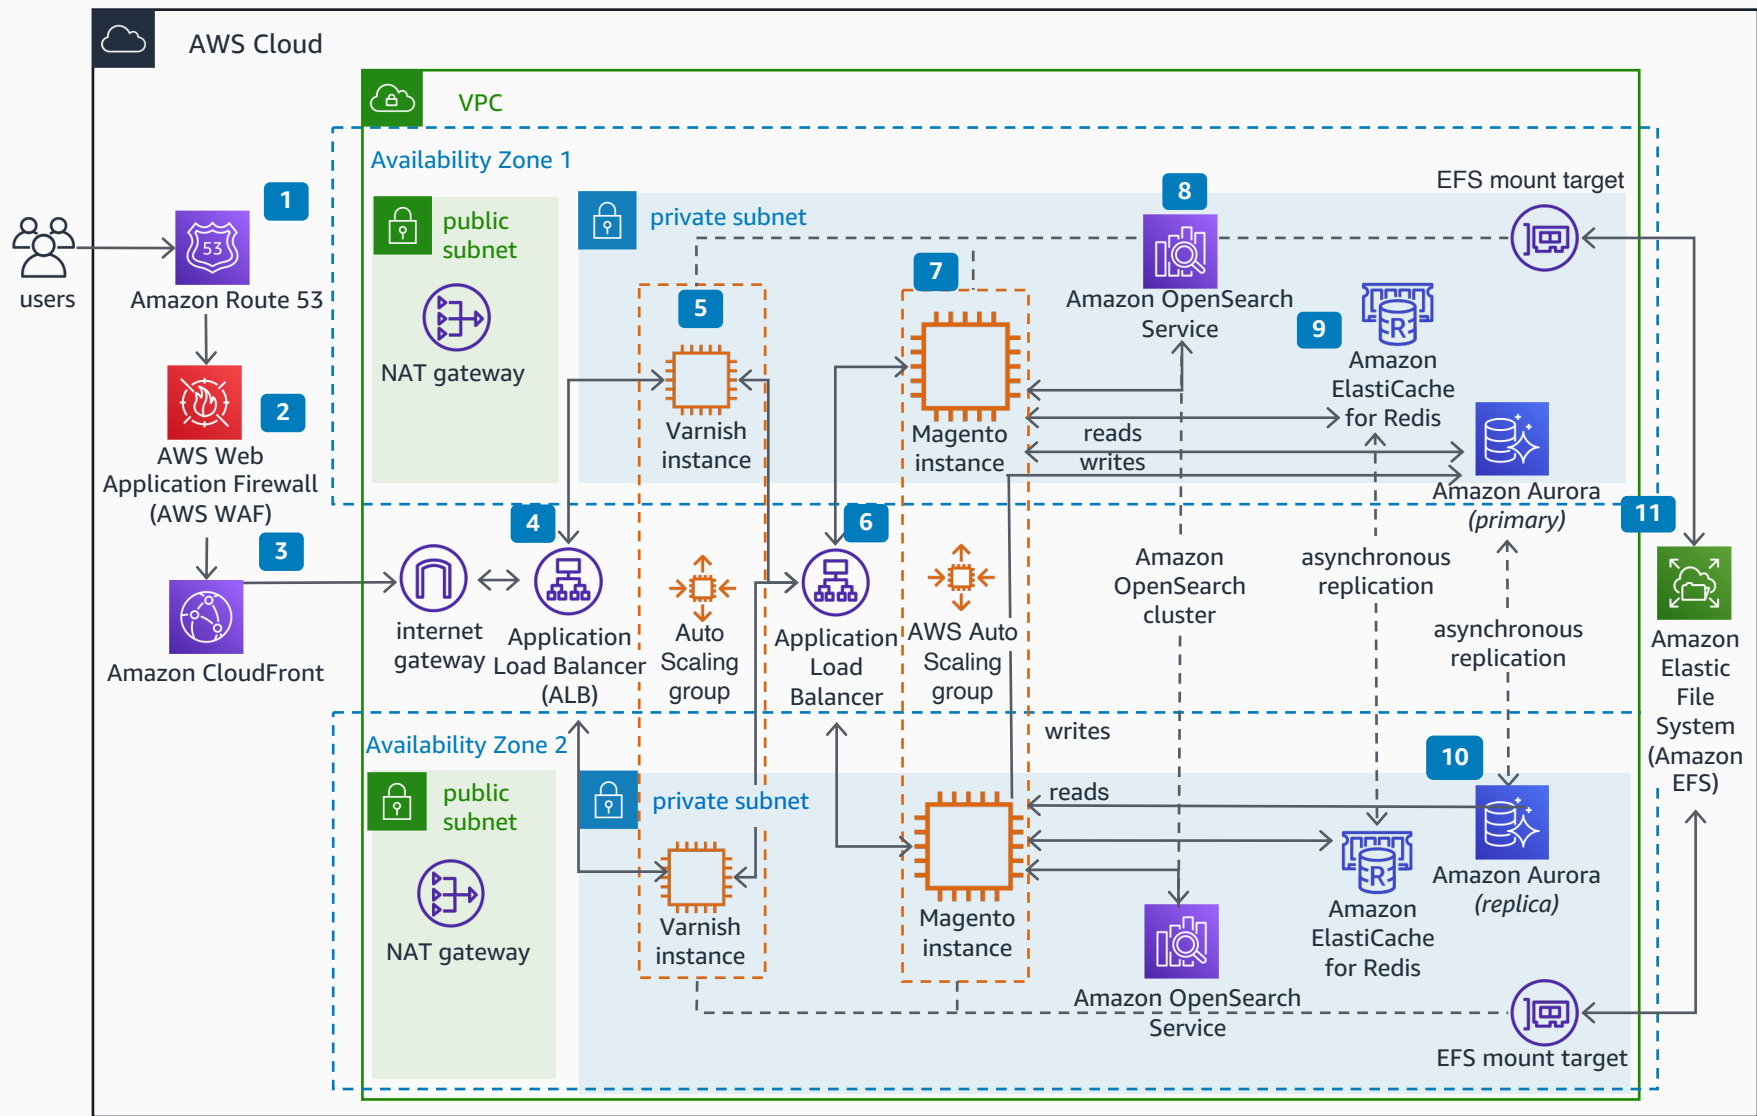 AWS Cloud
VPC
Availability Zone 1
users
1
53
Amazon Route 53
2
AWS Web
Application Firewall
(AWS WAF)
3
Amazon CloudFront
public
subnet
NAT gateway
private subnet
5
Varnish
instance
7
Magento
instance
8
Amazon OpenSearch
Service
9
R
Amazon
ElastiCache
for Redis
EFS mount target
reads
writes
Amazon Aurora
(primary)
internet
gateway
4
Application
Load Balancer
(ALB)
Auto
Scaling
group
6
Application
Load
Balancer
AWS Auto
Scaling
group
Amazon
OpenSearch
cluster
asynchronous
replication
asynchronous
replication
11
Amazon
Elastic
File
System
(Amazon
EFS)
Availability Zone 2
public
subnet
NAT gateway
private subnet
Varnish
instance
writes
reads
Magento
instance
Amazon OpenSearch
Service
R
Amazon
ElastiCache
for Redis
10
Amazon Aurora
(replica)
EFS mount target